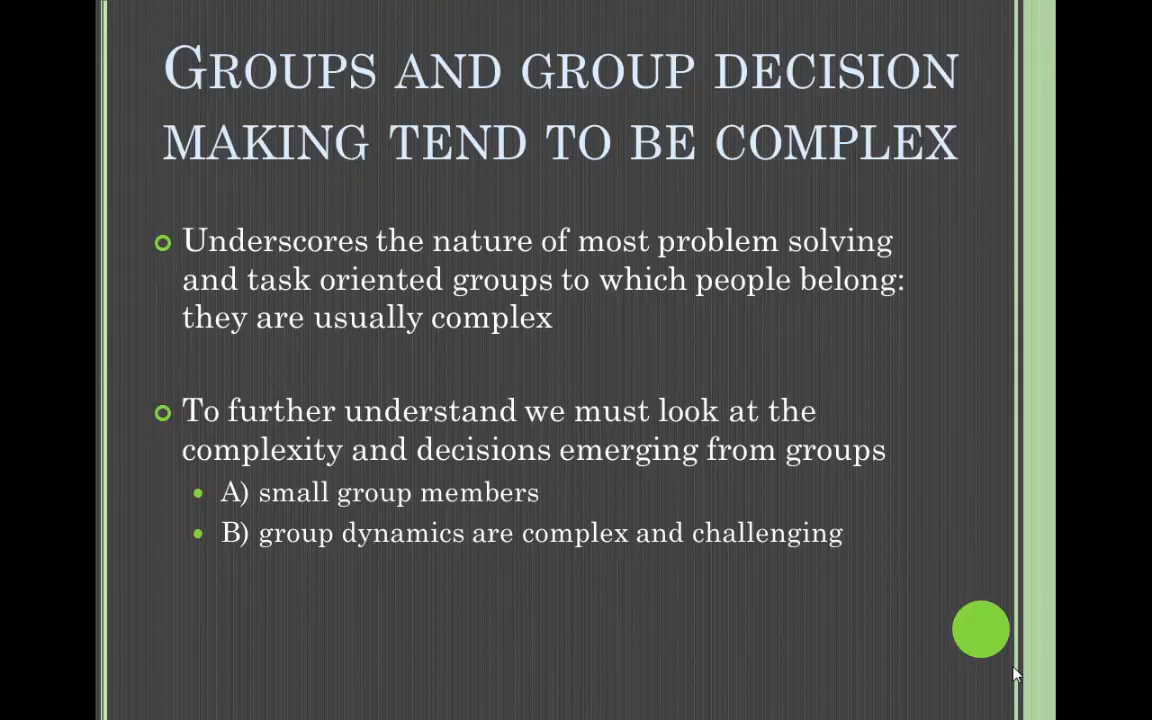 GROUPS AND GROUP DECISION
MAKING TEND TO BE COMPLEX
Underscores the nature of most problem solving
and task oriented groups to which people belong:
they are usually complex
To further understand we must look at the
complexity and decisions emerging from groups
A) small group members
B) group dynamics are complex and challenging